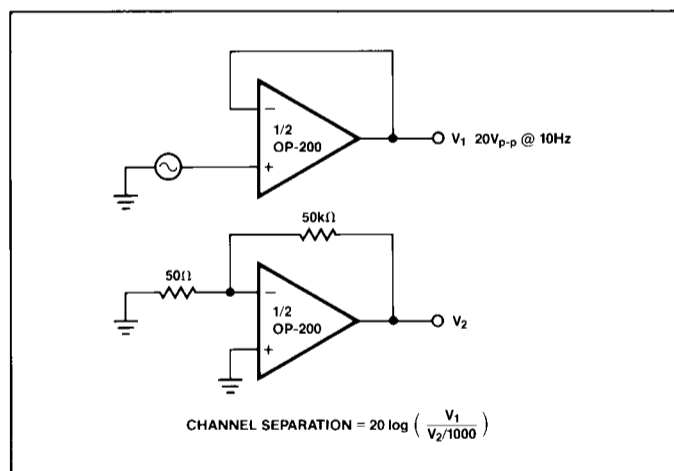 −
1/2
OP-200
+
V1 20Vp-p @ 10Hz
50kΩ
50Ω
−
1/2
OP-200
+
V2
CHANNEL SEPARATION = 20 log ( V1 / V2/1000 )